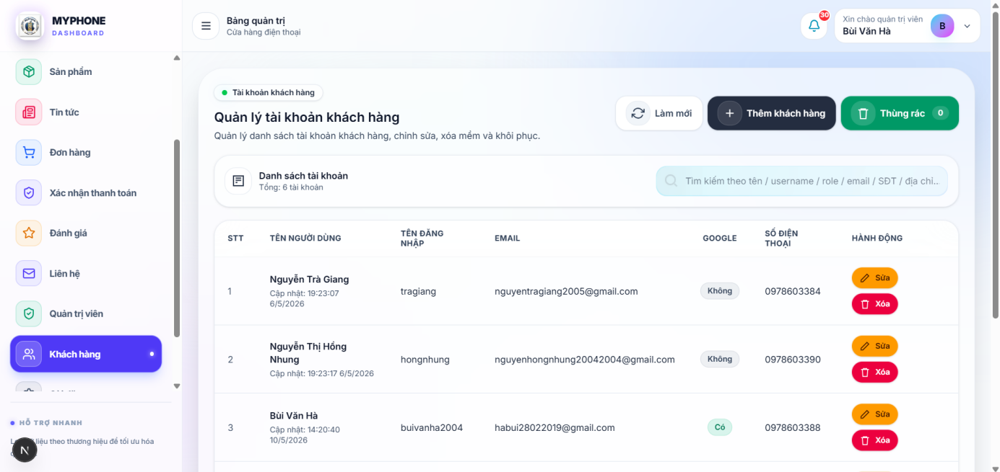 MYPHONE
DASHBOARD
Sản phẩm
Tin tức
Đơn hàng
Xác nhận thanh toán
Đánh giá
Liên hệ
Quản trị viên
Khách hàng
HỖ TRỢ NHANH
liệu theo thương hiệu để tối ưu hóa
N
Bảng quản trị
Cửa hàng điện thoại
30
Xin chào quản trị viên
Bùi Văn Hà
B
Tài khoản khách hàng
Quản lý tài khoản khách hàng
Quản lý danh sách tài khoản khách hàng, chỉnh sửa, xóa mềm và khôi phục.
Làm mới
Thêm khách hàng
Thùng rác 0
Danh sách tài khoản
Tổng: 6 tài khoản
Tìm kiếm theo tên / username / role / email / SĐT / địa chỉ...
STT TÊN NGƯỜI DÙNG TÊN ĐĂNG NHẬP EMAIL GOOGLE SỐ ĐIỆN THOẠI HÀNH ĐỘNG
1
Nguyễn Trà Giang
Cập nhật: 19:23:07
6/5/2026
tragiang
nguyentragiang2005@gmail.com
Không
0978603384
Sửa
Xóa
2
Nguyễn Thị Hồng
Nhung
Cập nhật: 19:23:17 6/5/2026
hongnhung
nguyenhongnhung20042004@gmail.com
Không
0978603390
Sửa
Xóa
3
Bùi Văn Hà
Cập nhật: 14:20:40
10/5/2026
buivanha2004
habui28022019@gmail.com
Có
0978603388
Sửa
Xóa